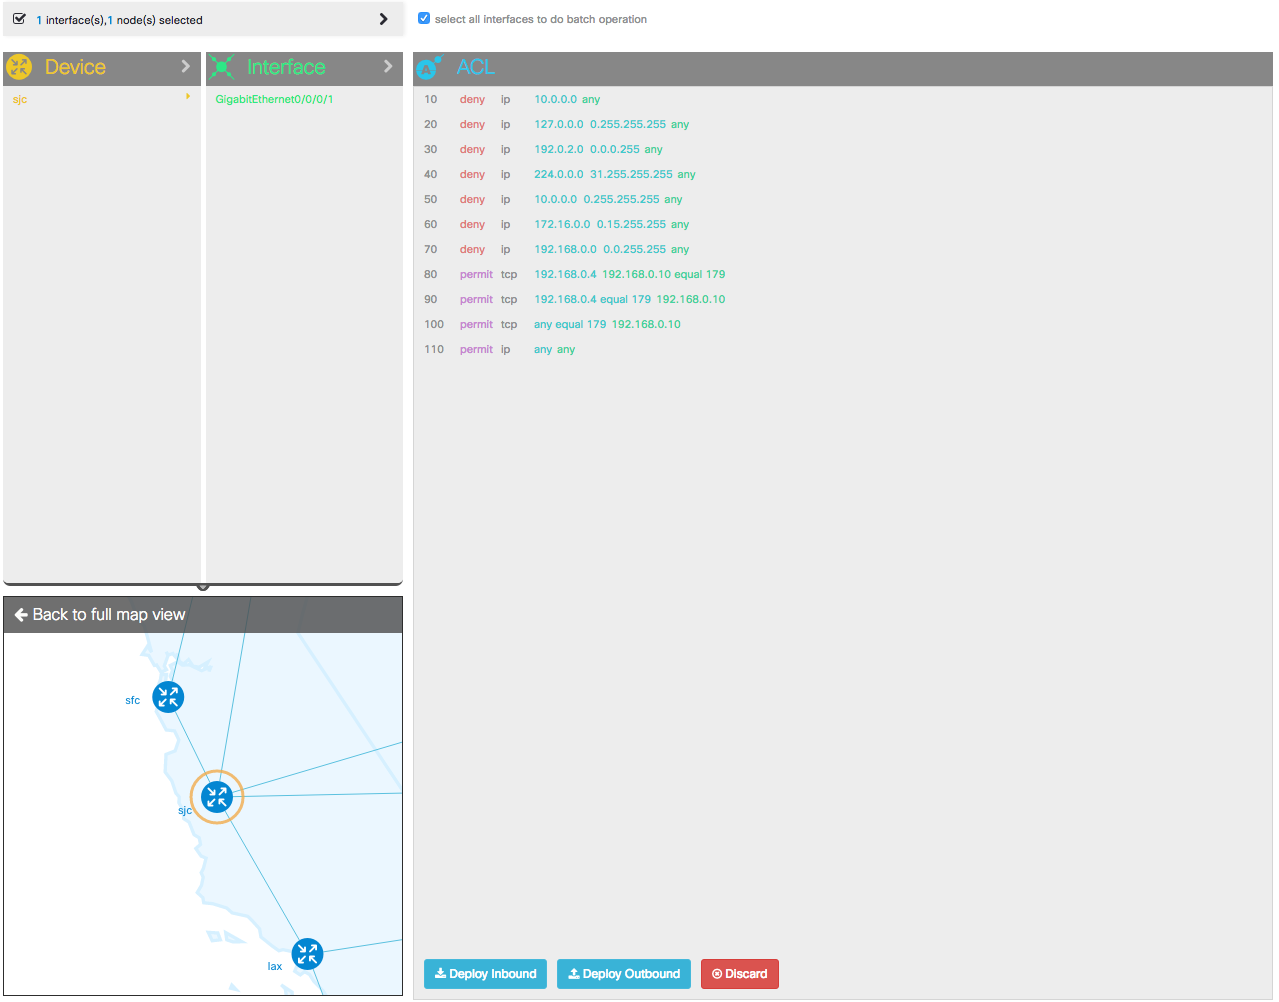 1 interface(s),1 node(s) selected
select all interfaces to do batch operation
Device
Interface
ACL
sjc
GigabitEthernet0/0/0/1
10 deny ip 10.0.0.0 any
20 deny ip 127.0.0.0 0.255.255.255 any
30 deny ip 192.0.2.0 0.0.0.255 any
40 deny ip 224.0.0.0 31.255.255.255 any
50 deny ip 10.0.0.0 0.255.255.255 any
60 deny ip 172.16.0.0 0.15.255.255 any
70 deny ip 192.168.0.0 0.0.255.255 any
80 permit tcp 192.168.0.4 192.168.0.10 equal 179
90 permit tcp 192.168.0.4 equal 179 192.168.0.10
100 permit tcp any equal 179 192.168.0.10
110 permit ip any any
Back to full map view
sfc
sjc
lax
Deploy Inbound
Deploy Outbound
Discard